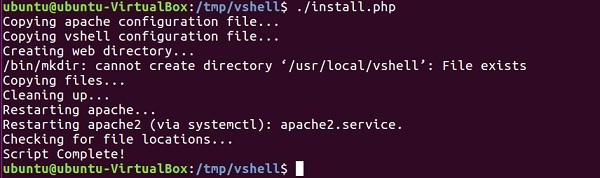 ubuntu@ubuntu-VirtualBox:/tmp/vshell$ ./install.php
Copying apache configuration file...
Copying vshell configuration file...
Creating web directory...
/bin/mkdir: cannot create directory ‘/usr/local/vshell’: File exists
Copying files...
Cleaning up...
Restarting apache...
Restarting apache2 (via systemctl): apache2.service.
Checking for file locations...
Script Complete!
ubuntu@ubuntu-VirtualBox:/tmp/vshell$